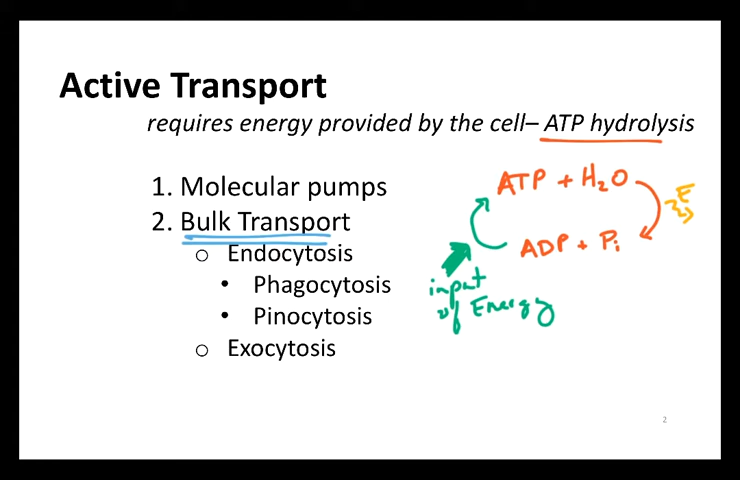 Active Transport
requires energy provided by the cell– ATP hydrolysis
1. Molecular pumps
2. Bulk Transport
o Endocytosis
• Phagocytosis
• Pinocytosis
o Exocytosis
ATP + H₂O
E
ADP + Pi
input
of Energy
2